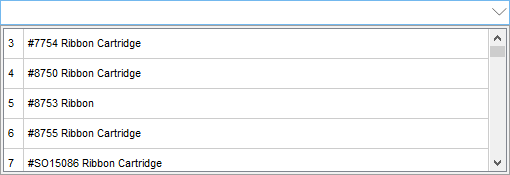 3 #7754 Ribbon Cartridge
4 #8750 Ribbon Cartridge
5 #8753 Ribbon
6 #8755 Ribbon Cartridge
7 #SO15086 Ribbon Cartridge